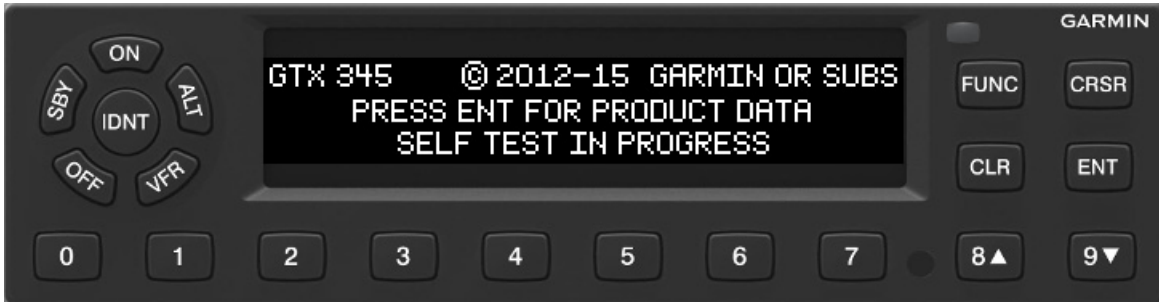 GARMIN
ON
SBY
ALT
IDNT
OFF
VFR
GTX 345 © 2012-15 GARMIN OR SUBS
PRESS ENT FOR PRODUCT DATA
SELF TEST IN PROGRESS
FUNC CRSR
CLR ENT
0 1 2 3 4 5 6 7 8▲ 9▼